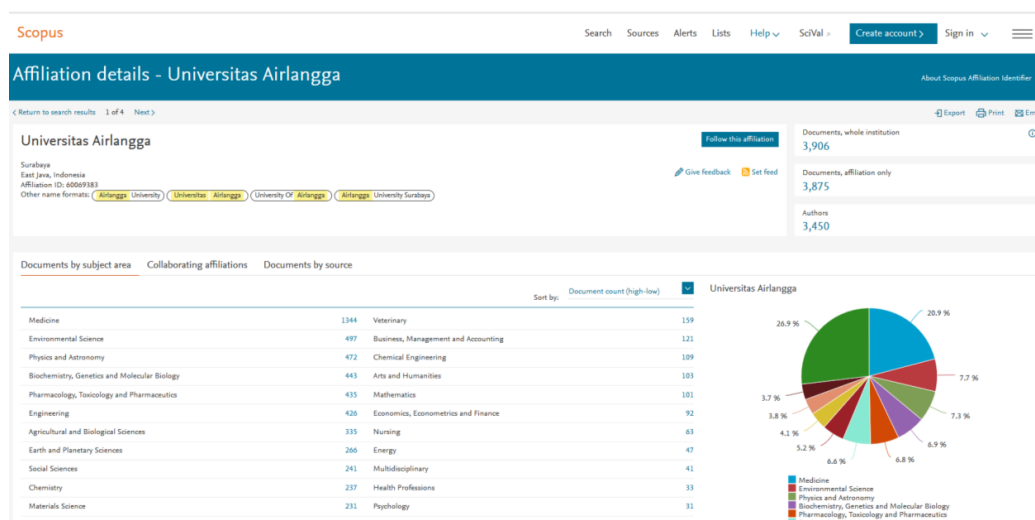 Scopus
Search Sources Alerts Lists Help SciVal Create account Sign in
Affiliation details - Universitas Airlangga
About Scopus Affiliation Identifier
< Return to search results 1 of 4 Next >
Export Print Em
Universitas Airlangga
Follow this affiliation
Surabaya
East Java, Indonesia
Affiliation ID: 60069383
Other name formats: Airlangga University Universitas Airlangga University Of Airlangga Airlangga University Surabaya
Give feedback Set feed
Documents, whole institution
3,906
Documents, affiliation only
3,875
Authors
3,450
Documents by subject area Collaborating affiliations Documents by source
Sort by: Document count (high-low)
Medicine 1344 Veterinary 159
Environmental Science 497 Business, Management and Accounting 121
Physics and Astronomy 472 Chemical Engineering 109
Biochemistry, Genetics and Molecular Biology 443 Arts and Humanities 103
Pharmacology, Toxicology and Pharmaceutics 435 Mathematics 101
Engineering 426 Economics, Econometrics and Finance 92
Agricultural and Biological Sciences 335 Nursing 63
Earth and Planetary Sciences 266 Energy 47
Social Sciences 241 Multidisciplinary 41
Chemistry 237 Health Professions 33
Materials Science 231 Psychology 31
Universitas Airlangga
26.9 %
20.9 %
7.7 %
7.3 %
6.9 %
6.8 %
6.6 %
5.2 %
4.1 %
3.8 %
3.7 %
Medicine
Environmental Science
Physics and Astronomy
Biochemistry, Genetics and Molecular Biology
Pharmacology, Toxicology and Pharmaceutics